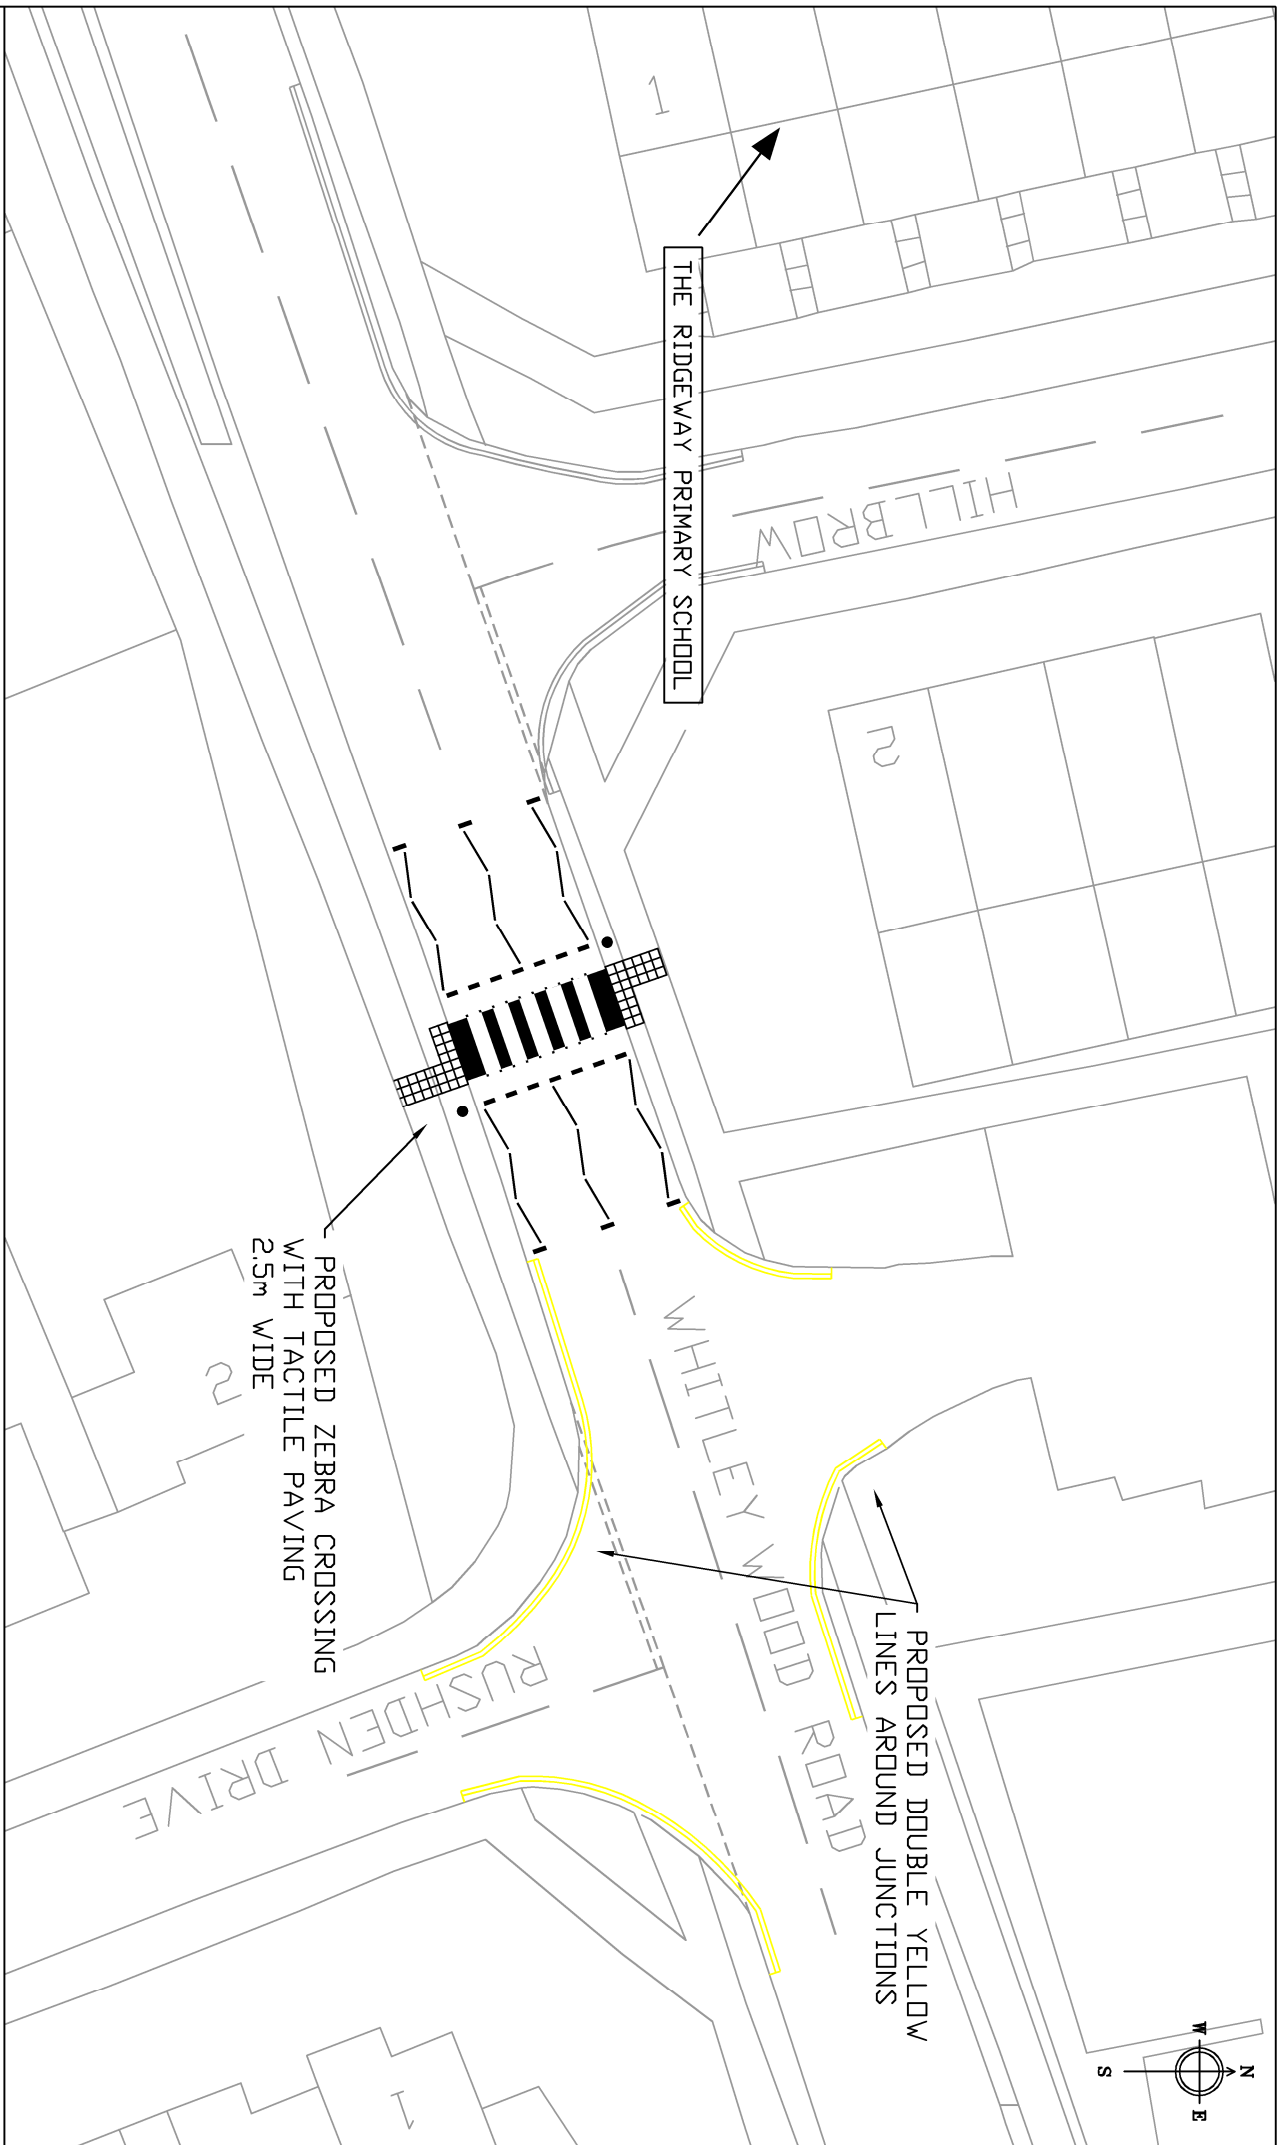 1
THE RIDGEWAY PRIMARY SCHOOL
HILLBROW
2
PROPOSED ZEBRA CROSSING
WITH TACTILE PAVING
2.5m WIDE
2
WHITLEY WOOD ROAD
PROPOSED DOUBLE YELLOW
LINES AROUND JUNCTIONS
RUSHDEN DRIVE
1
N
W
E
S